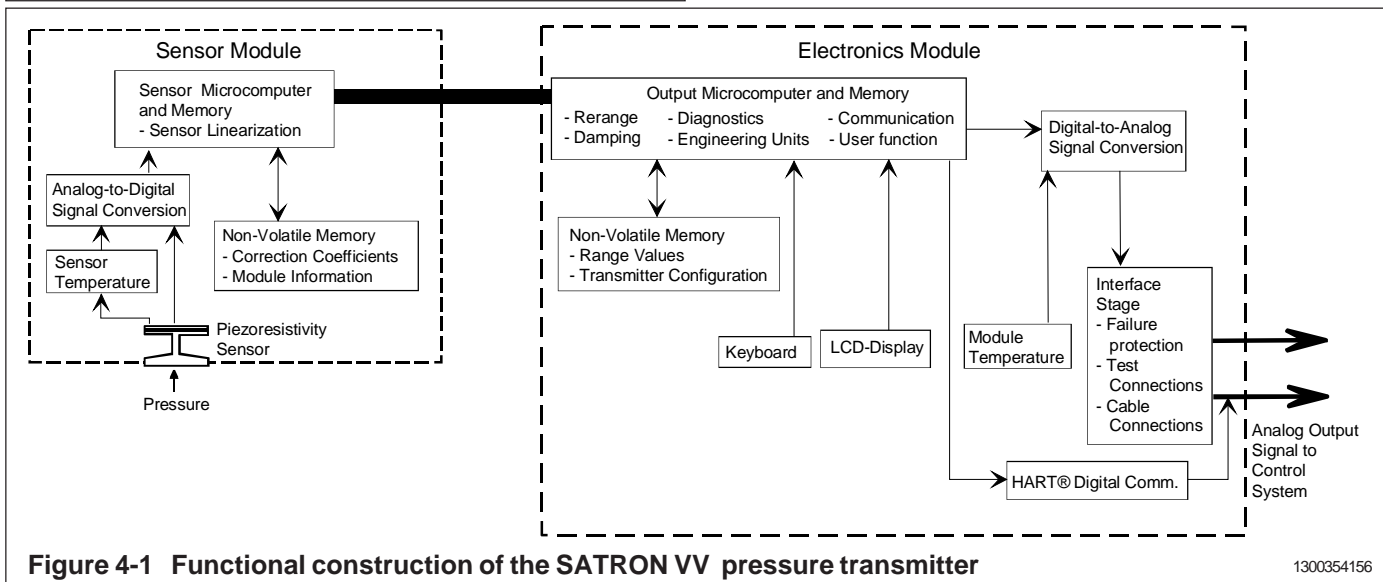 Sensor Module
Sensor Microcomputer
and Memory
- Sensor Linearization
Analog-to-Digital
Signal Conversion
Sensor
Temperature
Non-Volatile Memory
- Correction Coefficients
- Module Information
Piezoresistivity
Sensor
Pressure
Electronics Module
Output Microcomputer and Memory
- Rerange - Diagnostics - Communication
- Damping - Engineering Units - User function
Digital-to-Analog
Signal Conversion
Non-Volatile Memory
- Range Values
- Transmitter Configuration
Keyboard
LCD-Display
Module
Temperature
Interface
Stage
- Failure
protection
- Test
Connections
- Cable
Connections
HART® Digital Comm.
Analog Output
Signal to
Control
System
Figure 4-1 Functional construction of the SATRON VV pressure transmitter
1300354156